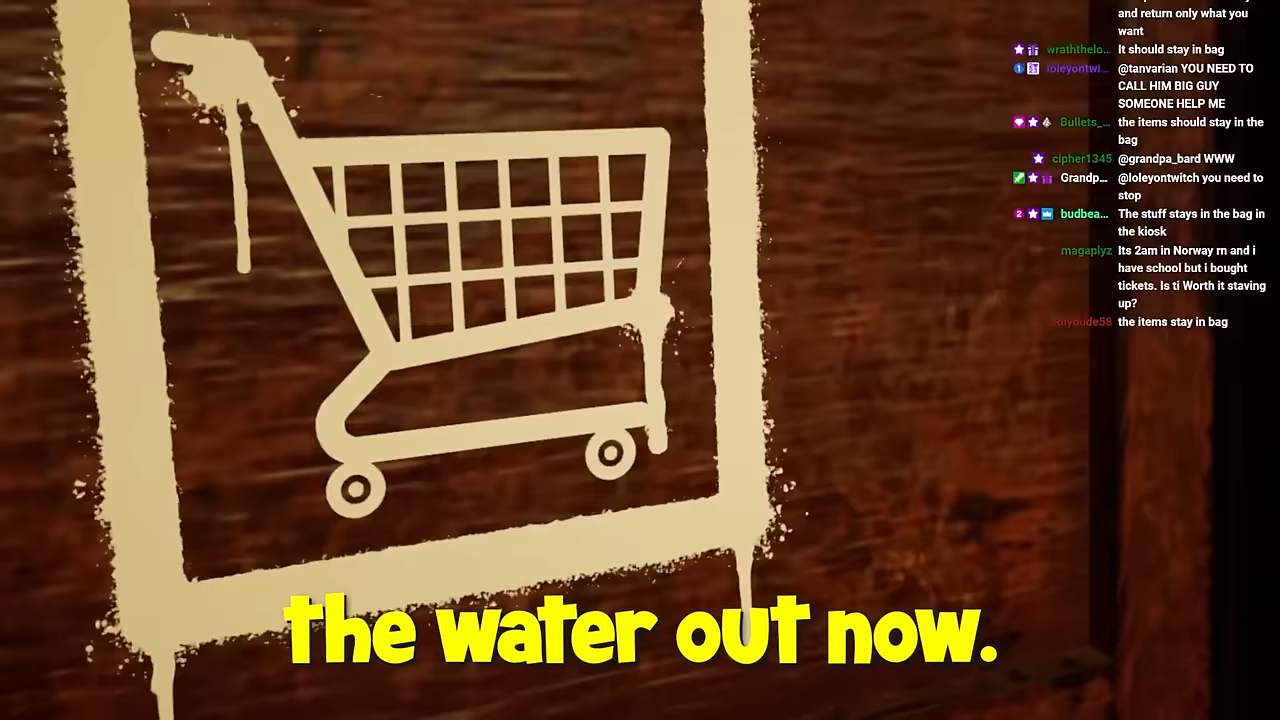 and return only what you
want
wraththelo... It should stay in bag
loleyontwi... @tanvarian YOU NEED TO
CALL HIM BIG GUY
SOMEONE HELP ME
Bullets_... the items should stay in the
bag
cipher1345 @grandpa_bard WWW
Grandp... @loleyontwitch you need to
stop
2 budbea... The stuff stays in the bag in
the kiosk
magaplyz Its 2am in Norway rn and i
have school but i bought
tickets. Is ti Worth it staying
up?
the items stay in bag
the water out now.